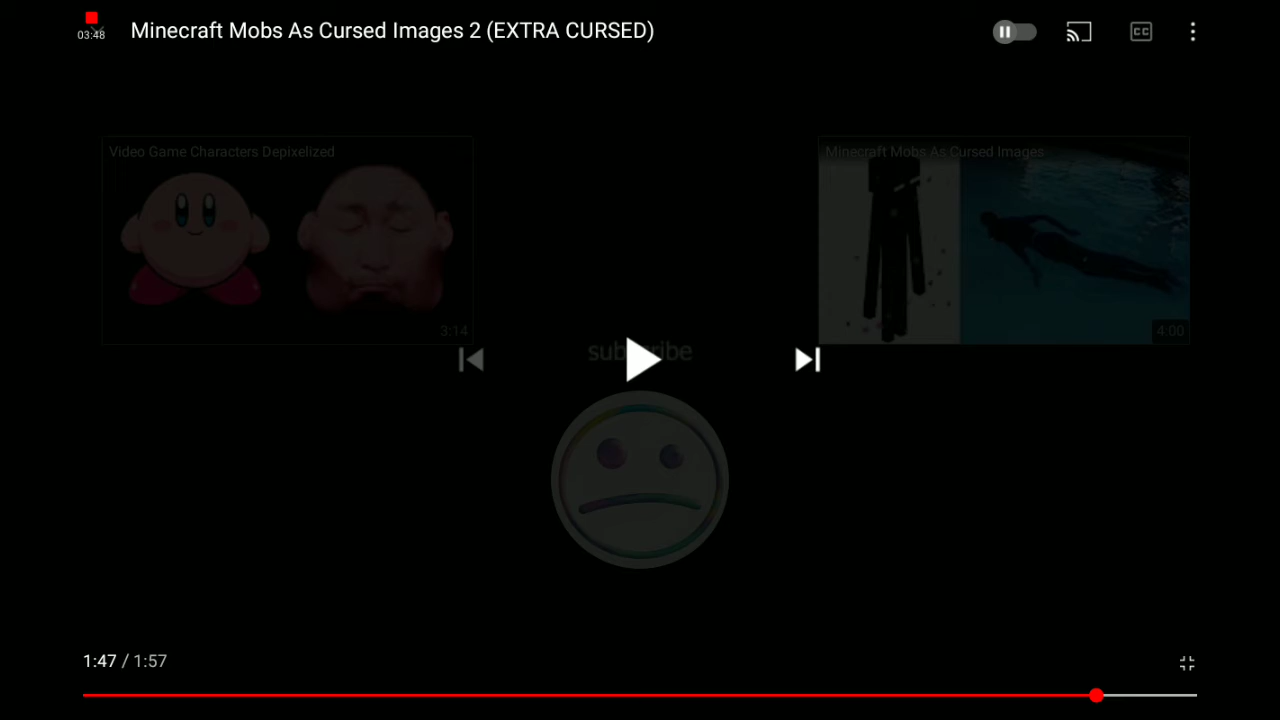 Minecraft Mobs As Cursed Images 2 (EXTRA CURSED)
03:48
CC
Video Game Characters Depixelized
Minecraft Mobs As Cursed Images
3:14
4:00
subscribe
1:47 / 1:57